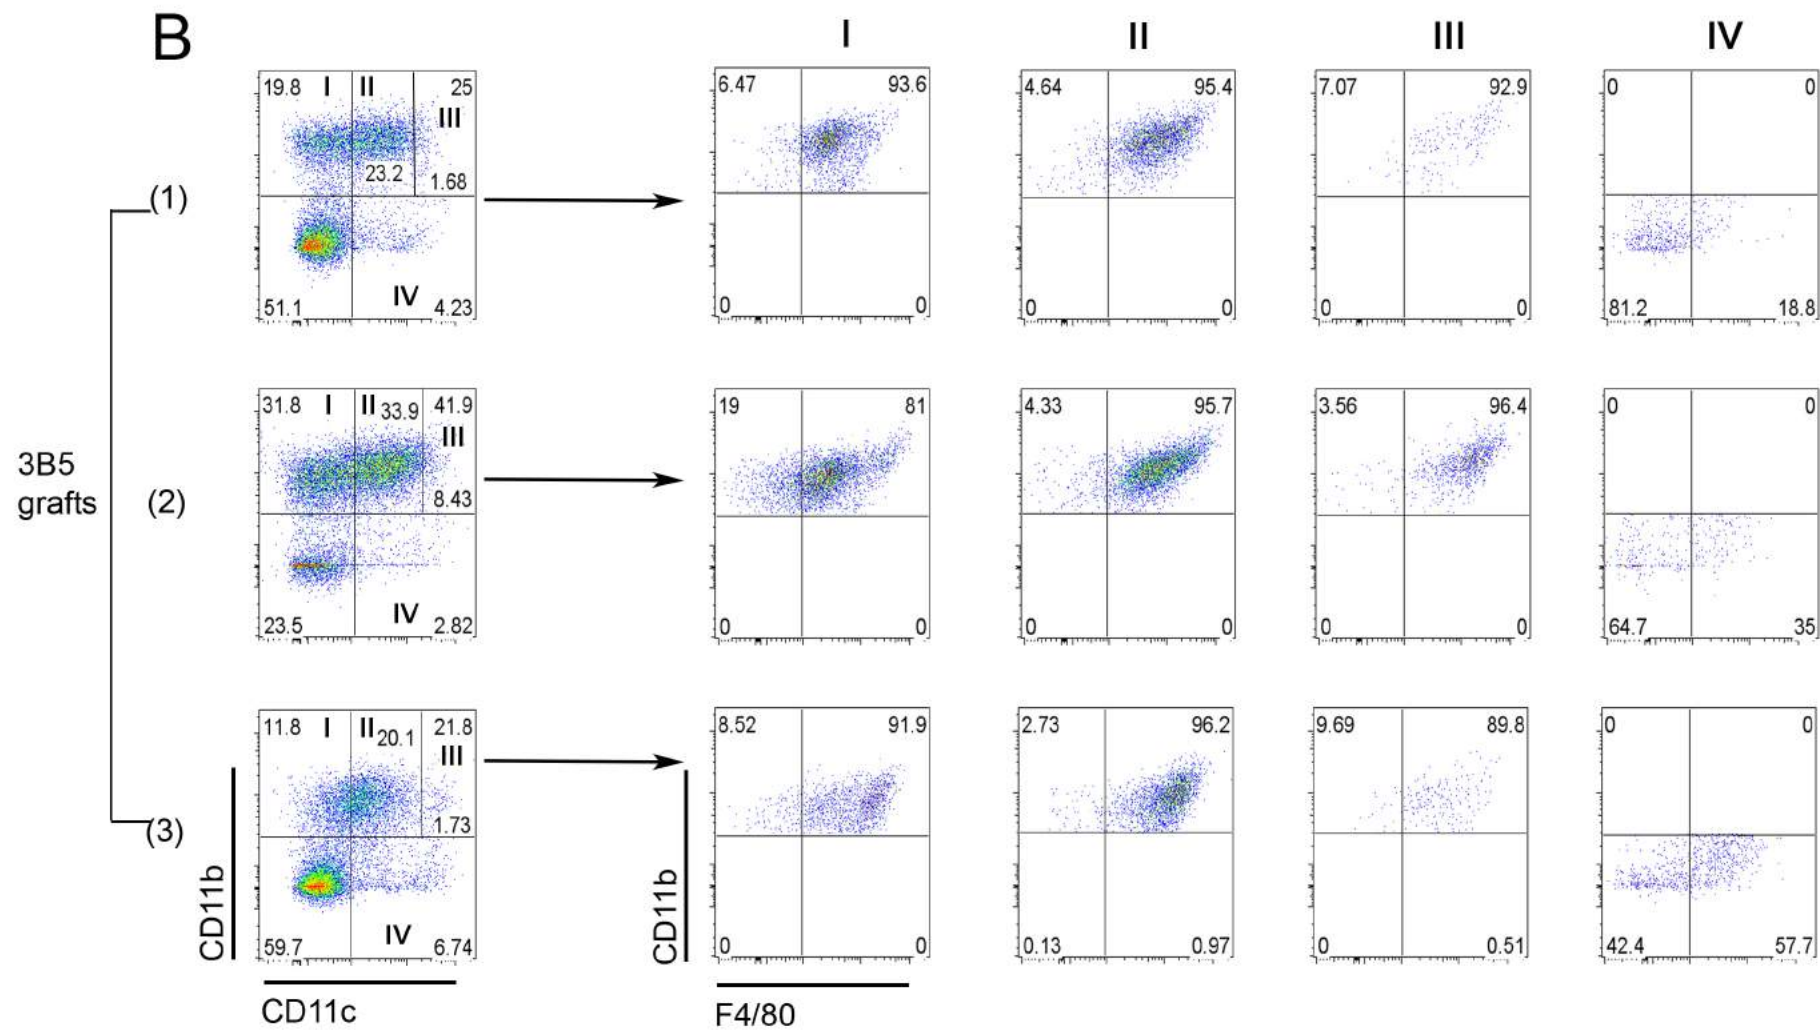 B
I II III IV
19.8 I II 25
III
23.2 1.68
51.1 IV 4.23
6.47 93.6
0 0
4.64 95.4
0 0
7.07 92.9
0 0
0 0
81.2 18.8
(1)
31.8 I II 33.9 41.9
III
8.43
23.5 IV 2.82
19 81
0 0
4.33 95.7
0 0
3.56 96.4
0 0
0 0
64.7 35
3B5
grafts
(2)
11.8 I II 20.1 21.8
III
1.73
59.7 IV 6.74
8.52 91.9
0 0
2.73 96.2
0.13 0.97
9.69 89.8
0 0.51
0 0
42.4 57.7
(3)
CD11b
CD11c
CD11b
F4/80